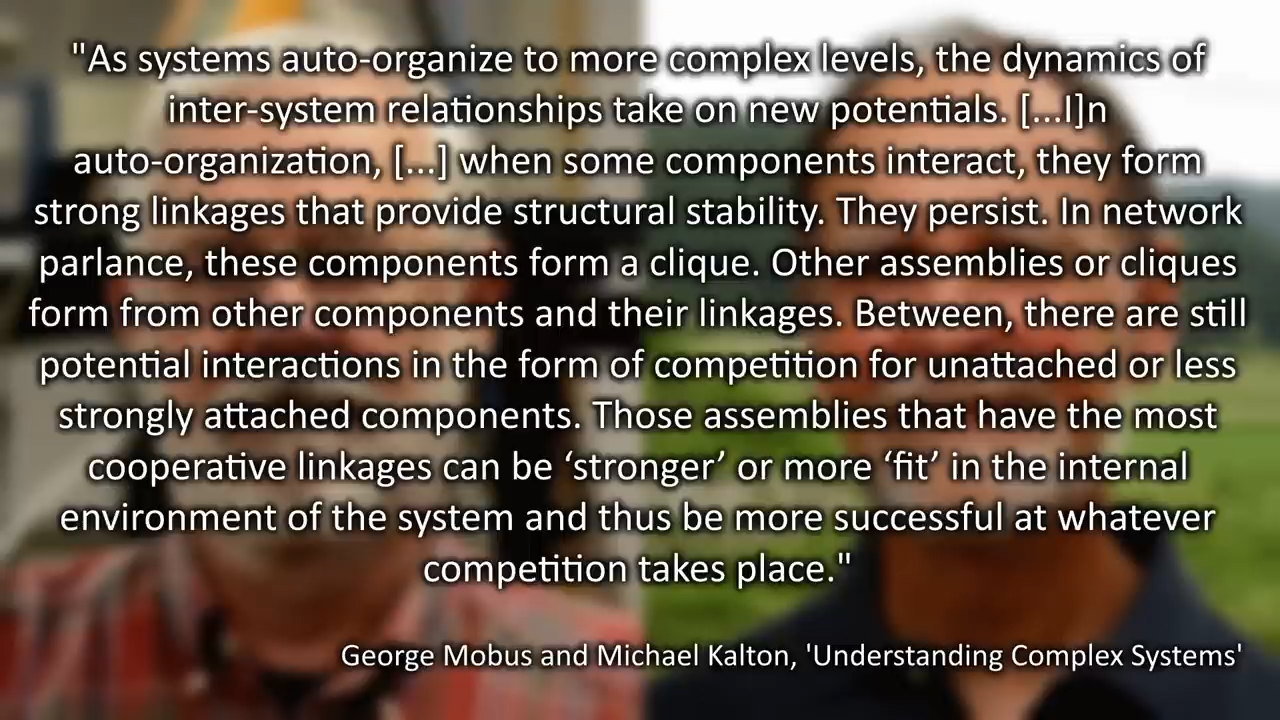 "As systems auto-organize to more complex levels, the dynamics of
inter-system relationships take on new potentials. [...I]n
auto-organization, [...] when some components interact, they form
strong linkages that provide structural stability. They persist. In network
parlance, these components form a clique. Other assemblies or cliques
form from other components and their linkages. Between, there are still
potential interactions in the form of competition for unattached or less
strongly attached components. Those assemblies that have the most
cooperative linkages can be ‘stronger’ or more ‘fit’ in the internal
environment of the system and thus be more successful at whatever
competition takes place."
George Mobus and Michael Kalton, 'Understanding Complex Systems'